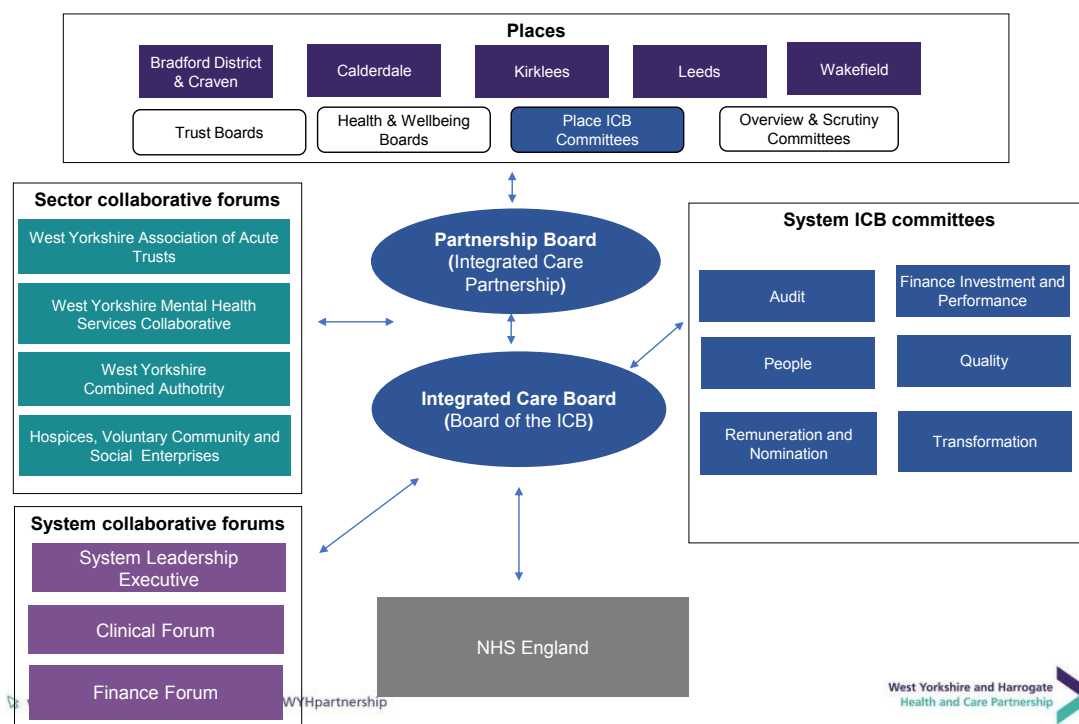 Places
Bradford District
& Craven
Calderdale
Kirklees
Leeds
Wakefield
Trust Boards
Health & Wellbeing
Boards
Place ICB
Committees
Overview & Scrutiny
Committees
Sector collaborative forums
West Yorkshire Association of Acute
Trusts
West Yorkshire Mental Health
Services Collaborative
West Yorkshire
Combined Authotrity
Hospices, Voluntary Community and
Social Enterprises
Partnership Board
(Integrated Care
Partnership)
Integrated Care Board
(Board of the ICB)
System ICB committees
Audit
Finance Investment and
Performance
People
Quality
Remuneration and
Nomination
Transformation
System collaborative forums
System Leadership
Executive
Clinical Forum
Finance Forum
NHS England
WYHpartnership
West Yorkshire and Harrogate
Health and Care Partnership